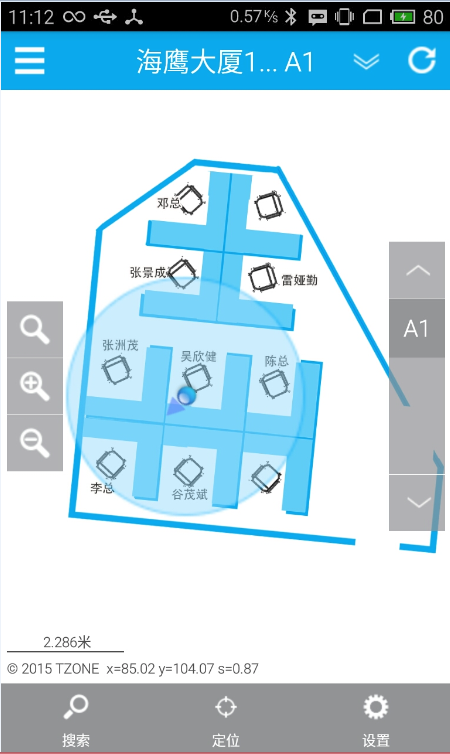 11:12 0.57 K/s 80
海鹰大厦1... A1
邓总
张景成
雷娅勤
A1
张洲茂
吴欣健
陈总
李总
谷茂斌
2.286米
© 2015 TZONE x=85.02 y=104.07 s=0.87
搜索 定位 设置